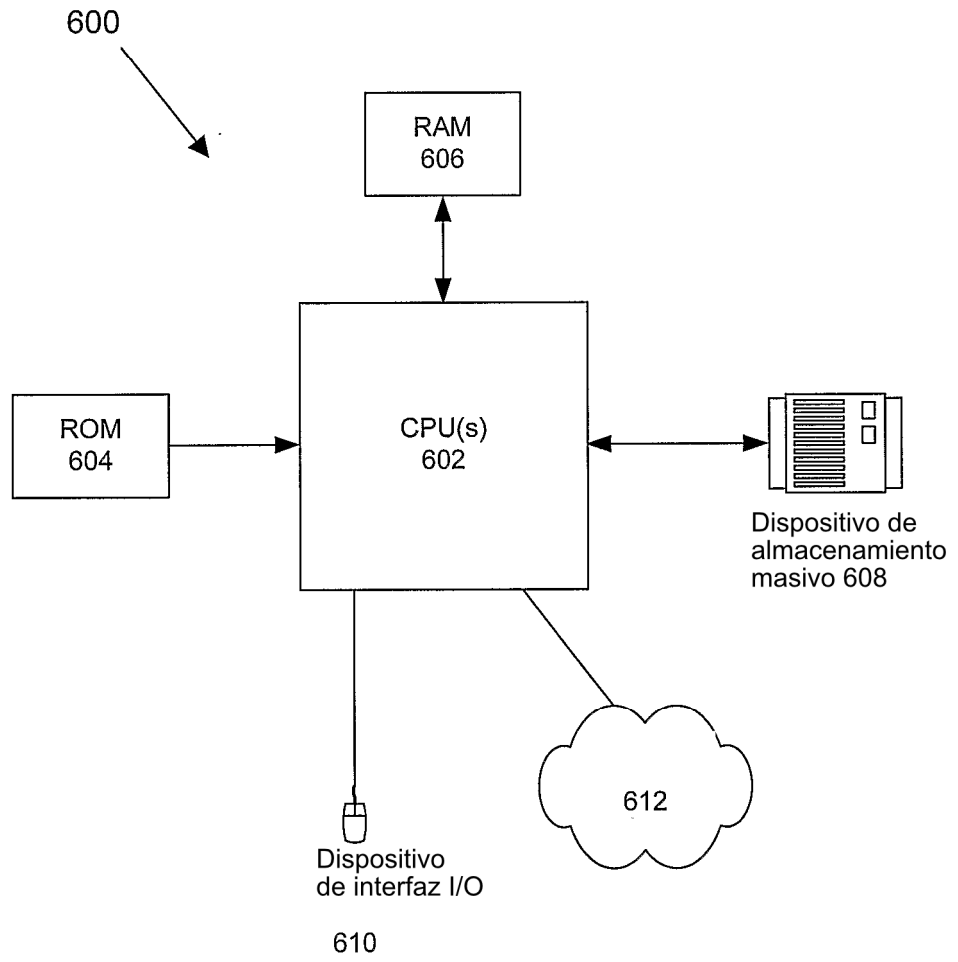 600
RAM
606
ROM
604
CPU(s)
602
Dispositivo de
almacenamiento
masivo 608
612
Dispositivo
de interfaz I/O
610